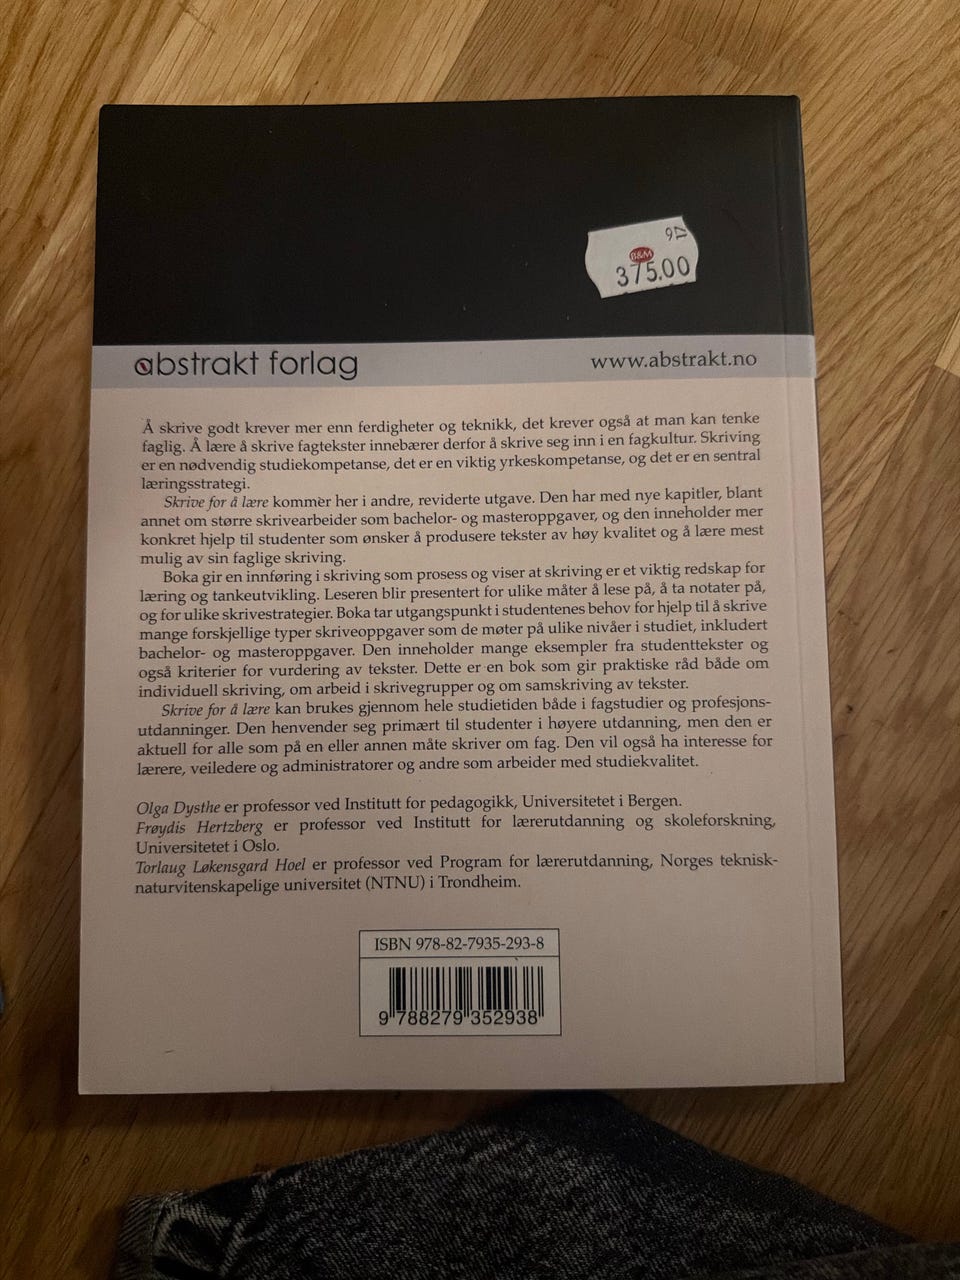 97
B&M
375.00
abstrakt forlag
www.abstrakt.no
Å skrive godt krever mer enn ferdigheter og teknikk, det krever også at man kan tenke
faglig. Å lære å skrive fagtekster innebærer derfor å skrive seg inn i en fagkultur. Skriving
er en nødvendig studiekompetanse, det er en viktig yrkeskompetanse, og det er en sentral
læringsstrategi.
Skrive for å lære kommer her i andre, reviderte utgave. Den har med nye kapitler, blant
annet om større skrivearbeider som bachelor- og masteroppgaver, og den inneholder mer
konkret hjelp til studenter som ønsker å produsere tekster av høy kvalitet og å lære mest
mulig av sin faglige skriving.
Boka gir en innføring i skriving som prosess og viser at skriving er et viktig redskap for
læring og tankeutvikling. Leseren blir presentert for ulike måter å lese på, å ta notater på,
og for ulike skrivestrategier. Boka tar utgangspunkt i studentenes behov for hjelp til å skrive
mange forskjellige typer skriveoppgaver som de møter på ulike nivåer i studiet, inkludert
bachelor- og masteroppgaver. Den inneholder mange eksempler fra studenttekster og
også kriterier for vurdering av tekster. Dette er en bok som gir praktiske råd både om
individuell skriving, om arbeid i skrivegrupper og om samskriving av tekster.
Skrive for å lære kan brukes gjennom hele studietiden både i fagstudier og profesjons-
utdanninger. Den henvender seg primært til studenter i høyere utdanning, men den er
aktuell for alle som på en eller annen måte skriver om fag. Den vil også ha interesse for
lærere, veiledere og administratorer og andre som arbeider med studiekvalitet.
Olga Dysthe er professor ved Institutt for pedagogikk, Universitetet i Bergen.
Frøydis Hertzberg er professor ved Institutt for lærerutdanning og skoleforskning,
Universitetet i Oslo.
Torlaug Løkensgard Hoel er professor ved Program for lærerutdanning, Norges teknisk-
naturvitenskapelige universitet (NTNU) i Trondheim.
ISBN 978-82-7935-293-8
9 788279 352938